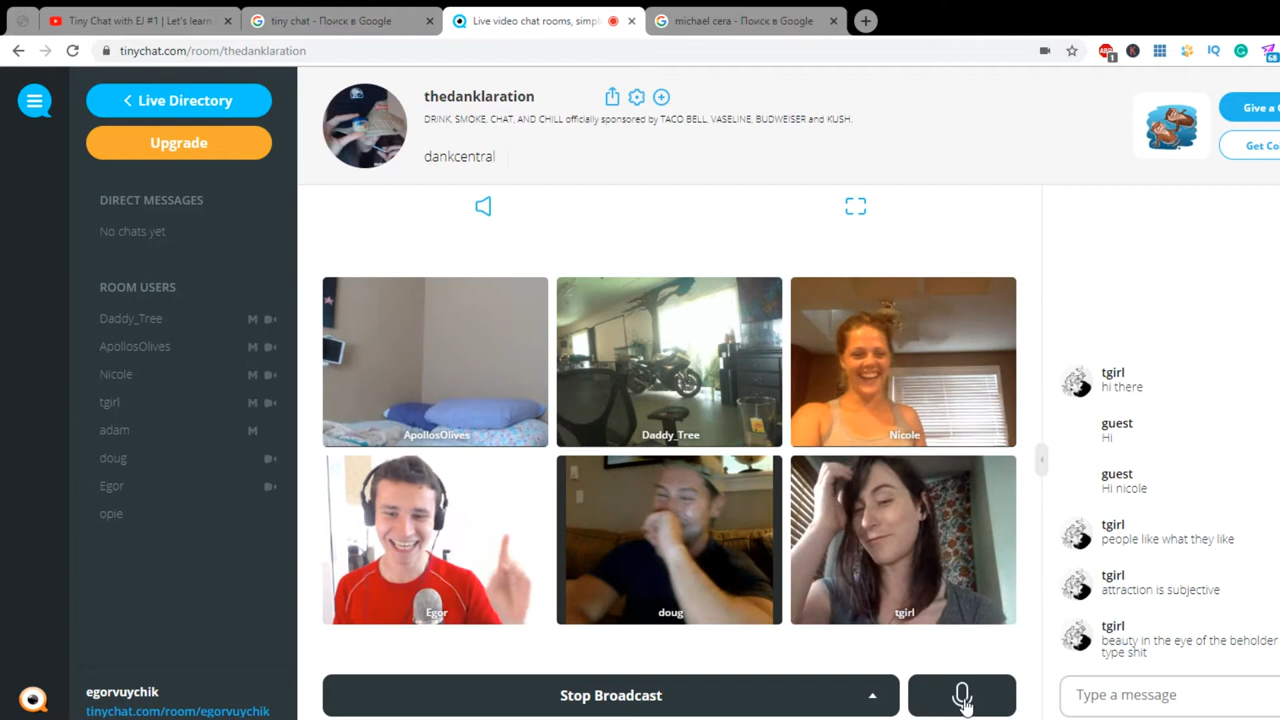 Tiny Chat with EJ #1 | Let's learn
tiny chat - Поиск в Google
Live video chat rooms, simpl
michael cera - Поиск в Google
tinychat.com/room/thedanklaration
1
K
IQ
68
Live Directory
Upgrade
DIRECT MESSAGES
No chats yet
ROOM USERS
Daddy_Tree M
ApollosOlives M
Nicole M
tgirl M
adam M
doug
Egor
opie
egorvuychik
tinychat.com/room/egorvuychik
thedanklaration
DRINK, SMOKE, CHAT, AND CHILL officially sponsored by TACO BELL, VASELINE, BUDWEISER and KUSH.
dankcentral
Give a
Get Co
ApollosOlives
Daddy_Tree
Nicole
Egor
doug
tgirl
Stop Broadcast
tgirl
hi there
guest
Hi
guest
Hi nicole
tgirl
people like what they like
tgirl
attraction is subjective
tgirl
beauty in the eye of the beholder
type shit
Type a message